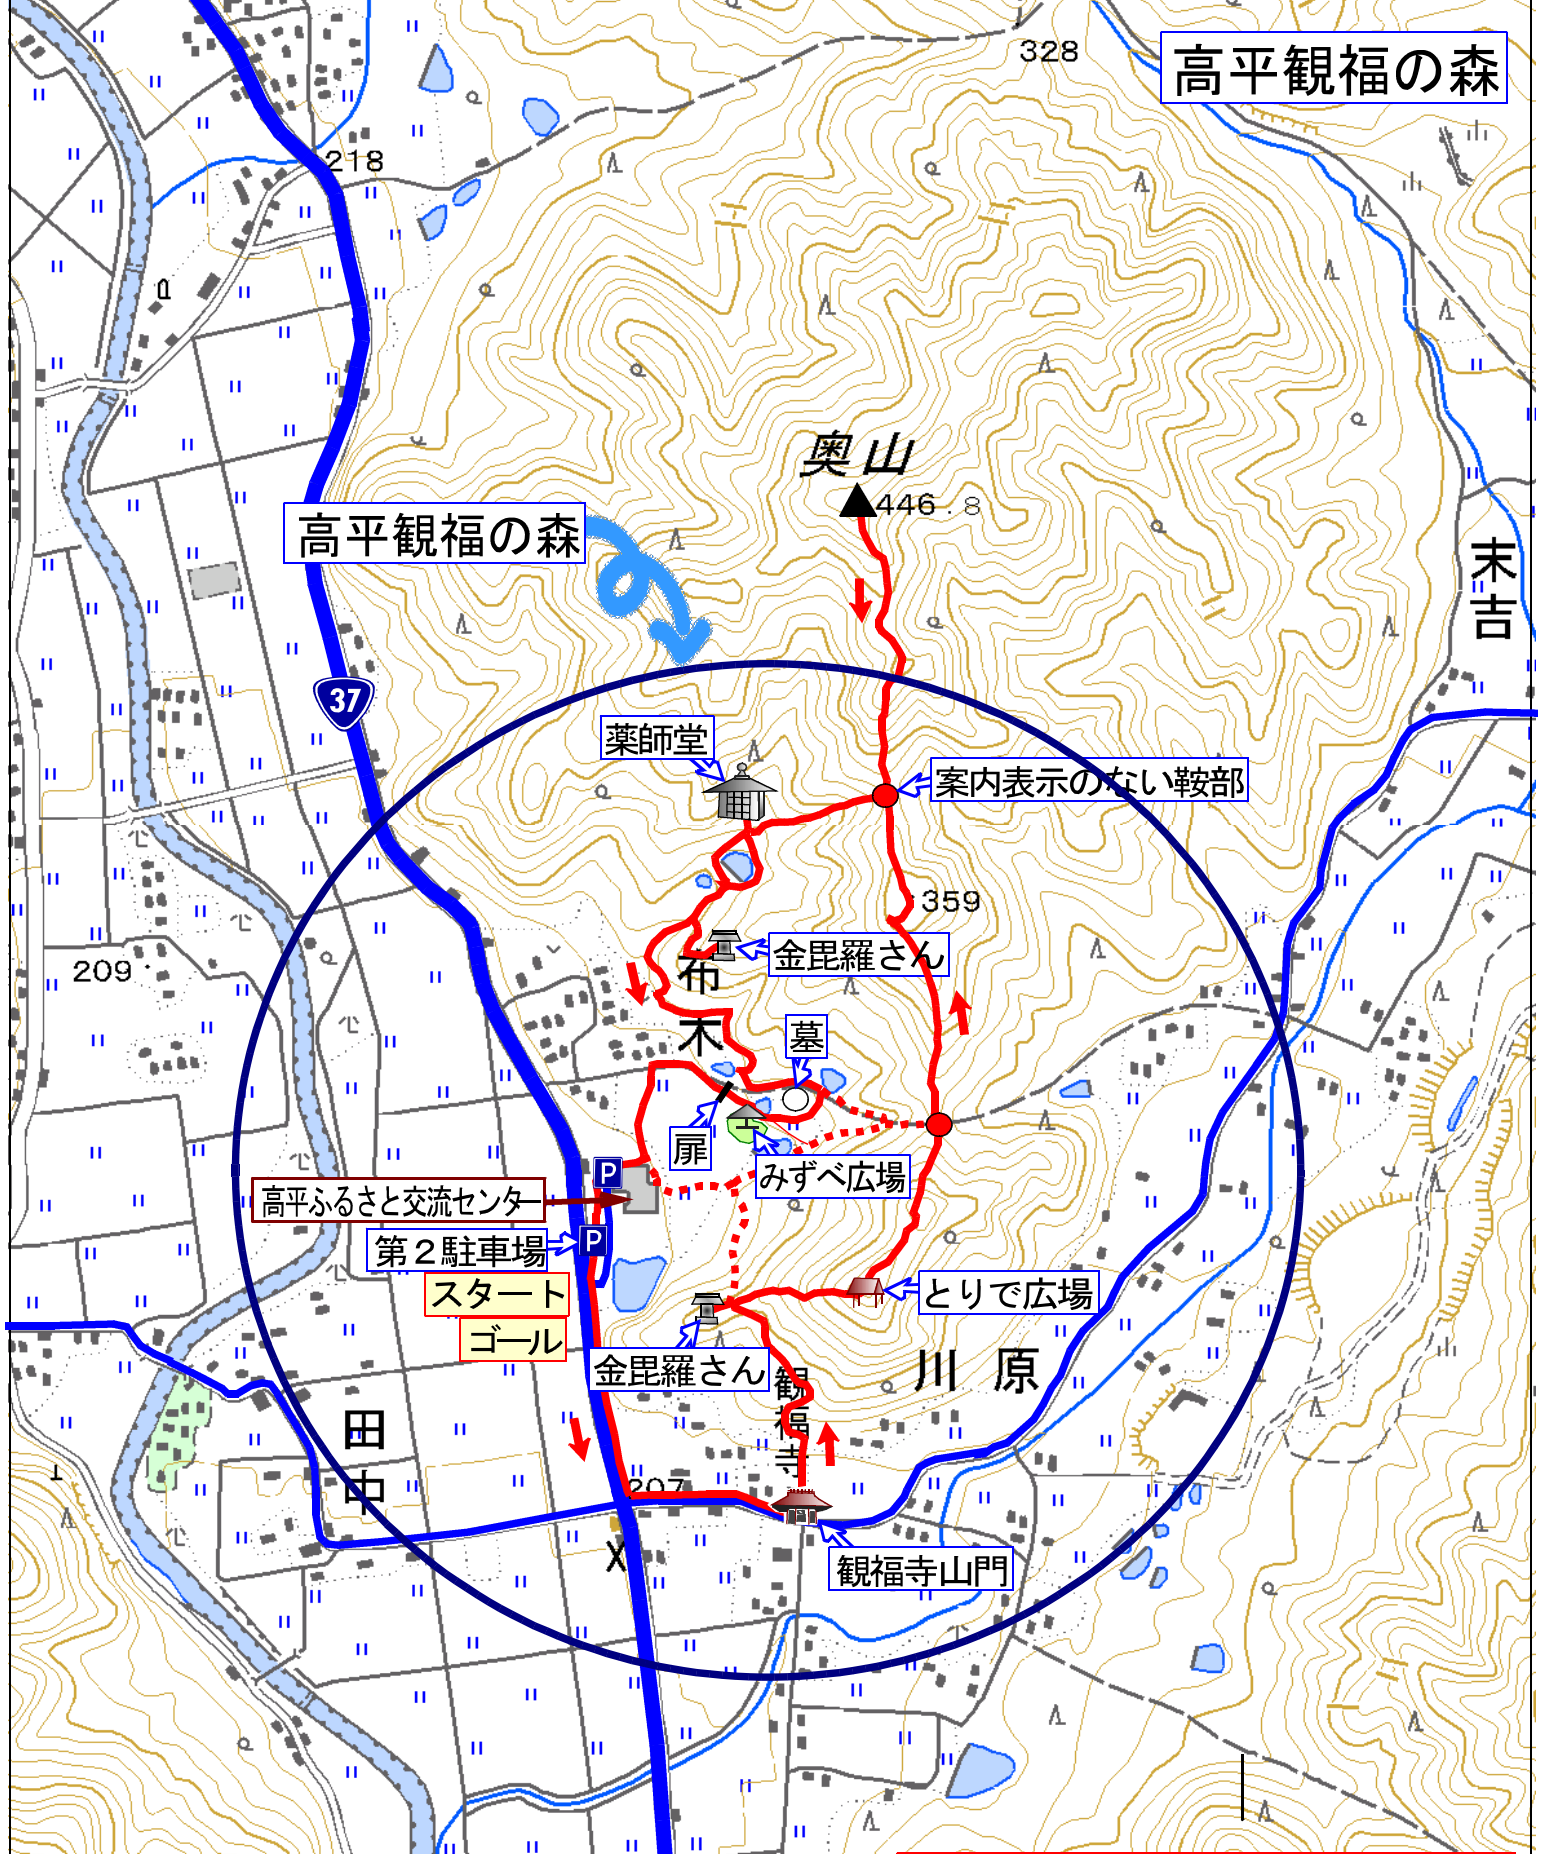 328
高平観福の森
218
奥山
446.8
高平観福の森
末吉
37
薬師堂
案内表示のない鞍部
359
金毘羅さん
209
布木
墓
扉
みずべ広場
P
高平ふるさと交流センター
P
第2駐車場
スタート
とりで広場
ゴール
金毘羅さん
川原
観福寺
田中
207
観福寺山門